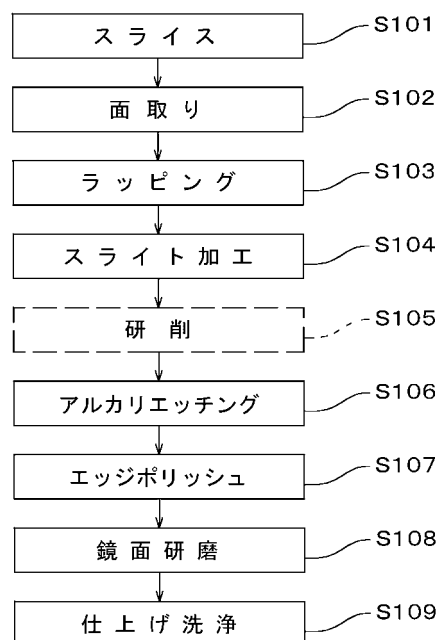 スライス S101
面取り S102
ラッピング S103
スライト加工 S104
研削 S105
アルカリエッチング S106
エッジポリッシュ S107
鏡面研磨 S108
仕上げ洗浄 S109